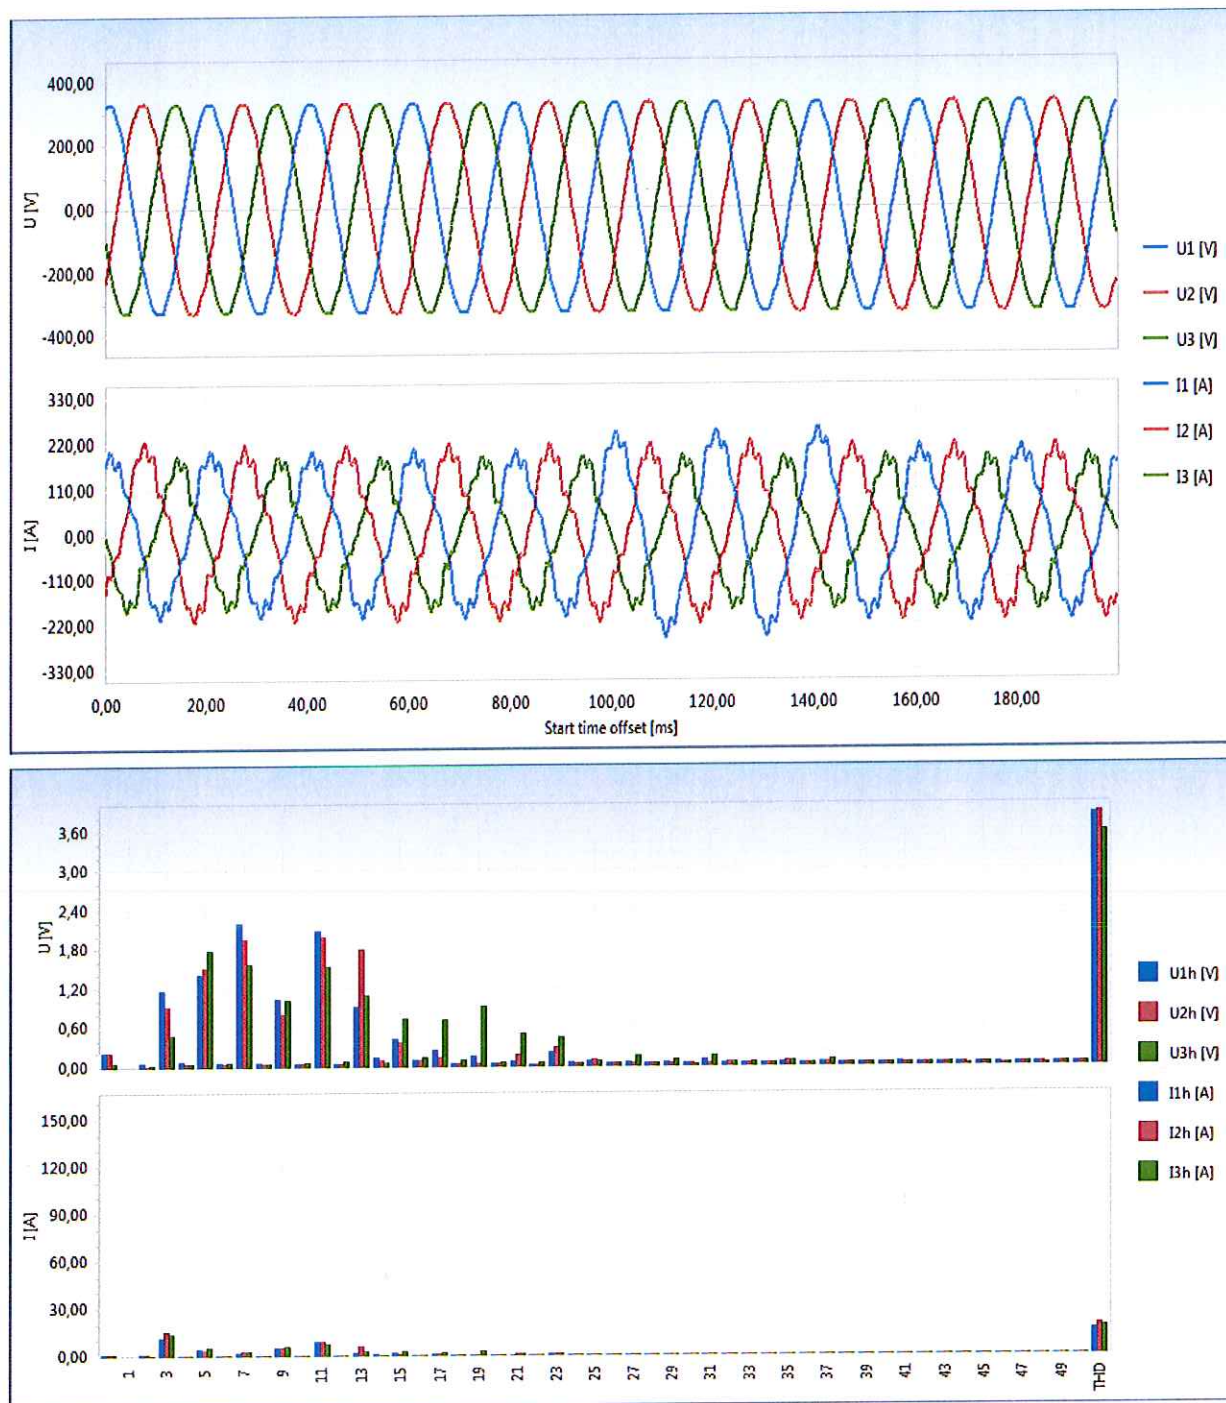 400,00
200,00
0,00
-200,00
-400,00
U [V]
U1 [V]
U2 [V]
U3 [V]
I1 [A]
I2 [A]
I3 [A]
330,00
220,00
110,00
0,00
-110,00
-220,00
-330,00
I [A]
0,00 20,00 40,00 60,00 80,00 100,00 120,00 140,00 160,00 180,00
Start time offset [ms]
3,60
3,00
2,40
1,80
1,20
0,60
0,00
U [V]
U1h [V]
U2h [V]
U3h [V]
I1h [A]
I2h [A]
I3h [A]
150,00
120,00
90,00
60,00
30,00
0,00
I [A]
1 3 5 7 9 11 13 15 17 19 21 23 25 27 29 31 33 35 37 39 41 43 45 47 49 THD